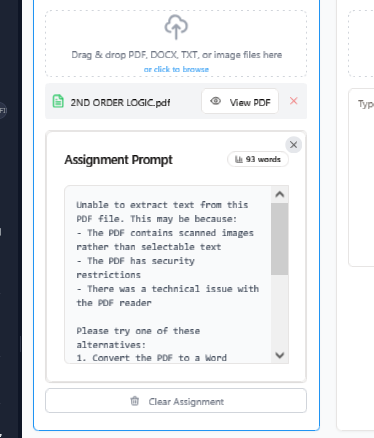 Drag & drop PDF, DOCX, TXT, or image files here
or click to browse
2ND ORDER LOGIC.pdf
View PDF
Assignment Prompt
93 words
Unable to extract text from this
PDF file. This may be because:
- The PDF contains scanned images
rather than selectable text
- The PDF has security
restrictions
- There was a technical issue with
the PDF reader
Please try one of these
alternatives:
1. Convert the PDF to a Word
Clear Assignment